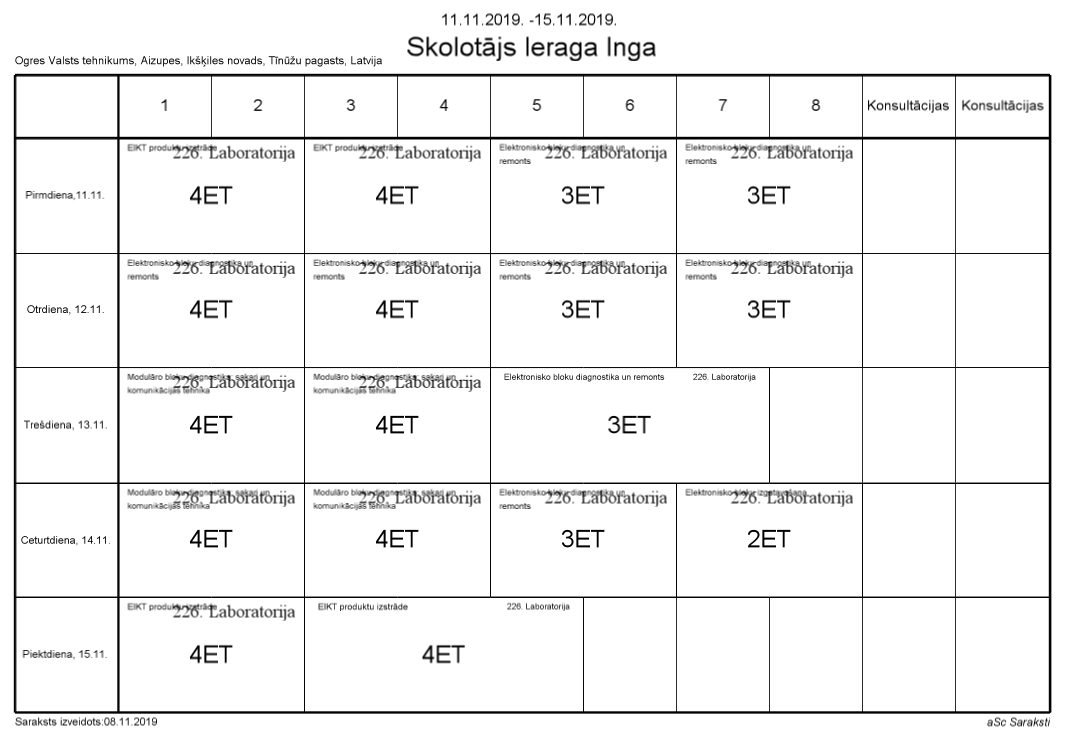 11.11.2019. -15.11.2019.
Skolotājs Ieraga Inga
Ogres Valsts tehnikums, Aizupes, Ikšķiles novads, Tīnūžu pagasts, Latvija
1 2 3 4 5 6 7 8 Konsultācijas Konsultācijas
Pirmdiena,11.11.
EIKT produktu izstrāde 226. Laboratorija
4ET
EIKT produktu izstrāde 226. Laboratorija
4ET
Elektronisko bloku diagnostika un 226. Laboratorija
remonts
3ET
Elektronisko bloku diagnostika un 226. Laboratorija
remonts
3ET
Otrdiena, 12.11.
Elektronisko bloku diagnostika un 226. Laboratorija
remonts
4ET
Elektronisko bloku diagnostika un 226. Laboratorija
remonts
4ET
Elektronisko bloku diagnostika un 226. Laboratorija
remonts
3ET
Elektronisko bloku diagnostika un 226. Laboratorija
remonts
3ET
Trešdiena, 13.11.
Modulāro bloku diagnostika: sakari un 226. Laboratorija
komunikācijas tehnika
4ET
Modulāro bloku diagnostika: sakari un 226. Laboratorija
komunikācijas tehnika
4ET
Elektronisko bloku diagnostika un remonts 226. Laboratorija
3ET
Ceturtdiena, 14.11.
Modulāro bloku diagnostika: sakari un 226. Laboratorija
komunikācijas tehnika
4ET
Modulāro bloku diagnostika: sakari un 226. Laboratorija
komunikācijas tehnika
4ET
Elektronisko bloku diagnostika un 226. Laboratorija
remonts
3ET
Elektronisko bloku izgatavošana 226. Laboratorija
2ET
Piektdiena, 15.11.
EIKT produktu izstrāde 226. Laboratorija
4ET
EIKT produktu izstrāde 226. Laboratorija
4ET
Saraksts izveidots:08.11.2019
aSc Saraksti